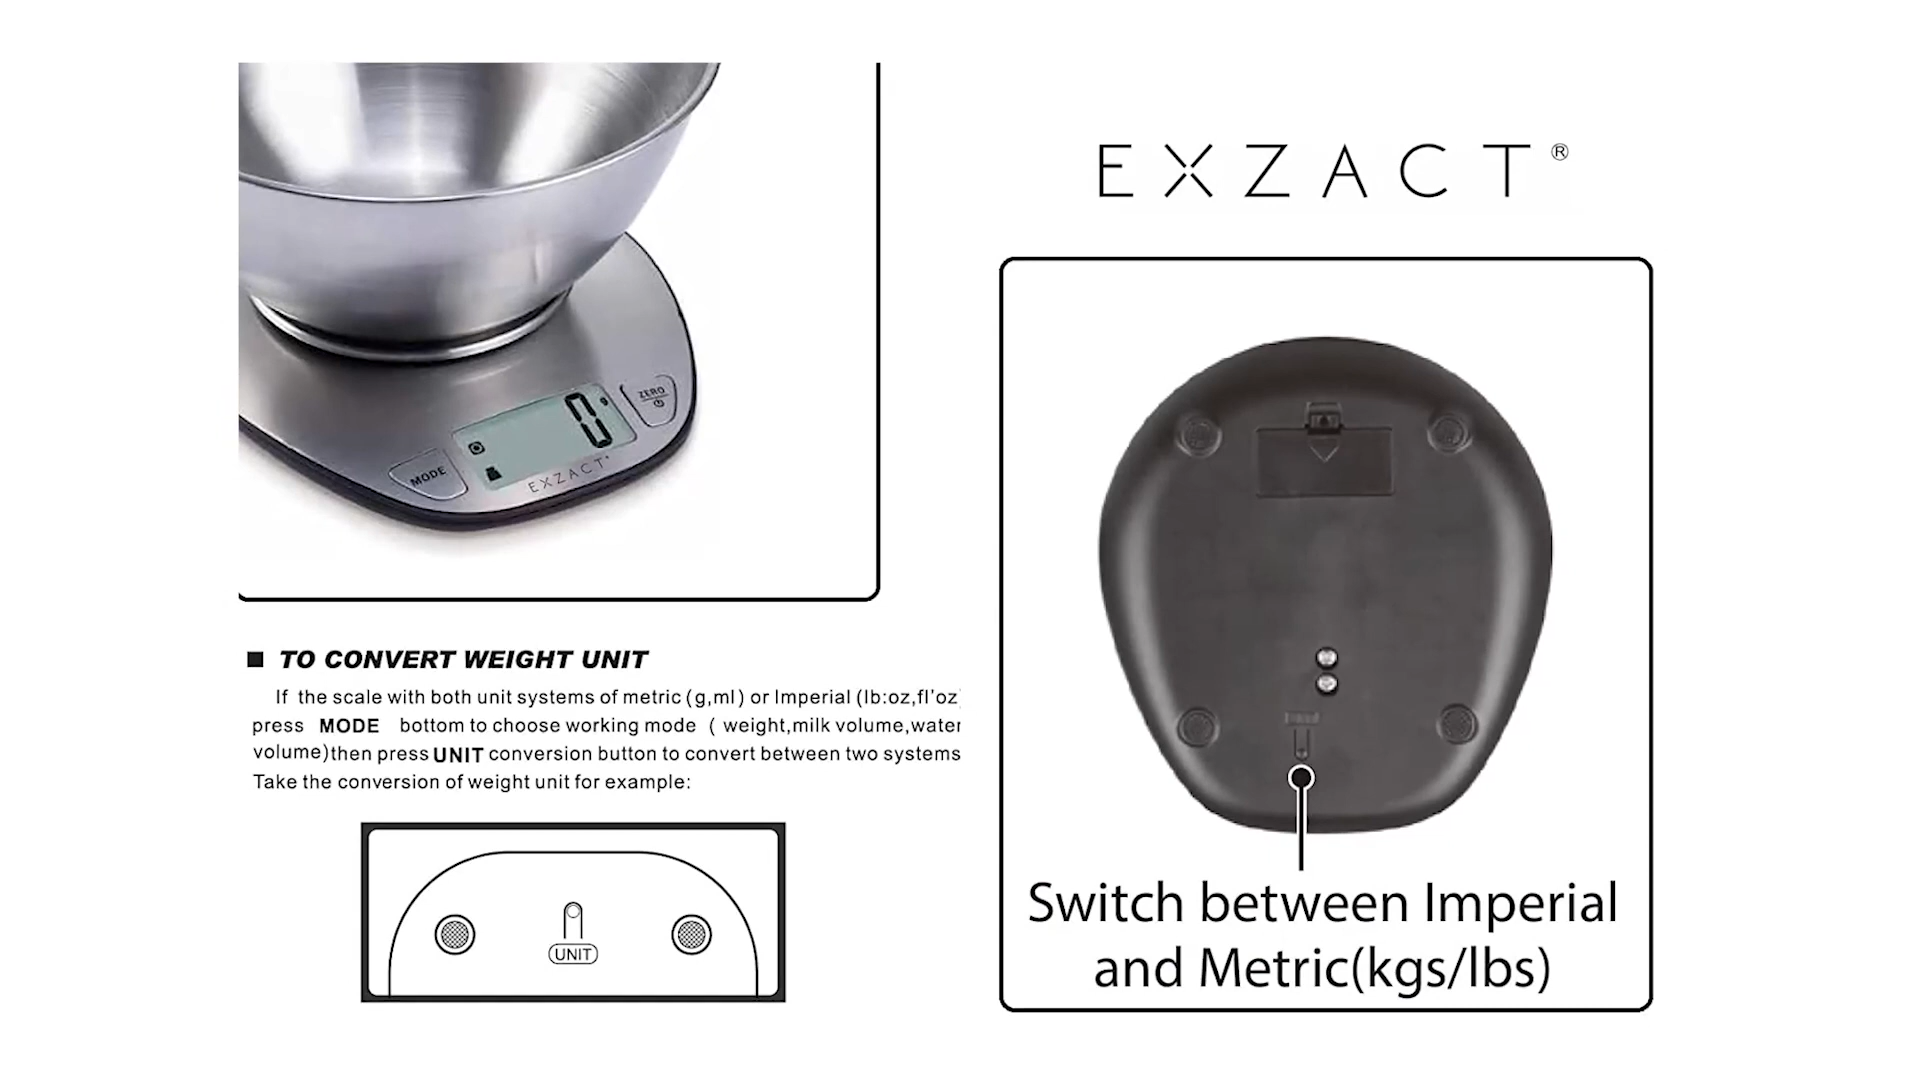 0 g
ZERO
MODE
EXZACT
TO CONVERT WEIGHT UNIT
If the scale with both unit systems of metric (g,ml) or Imperial (lb:oz,fl'oz
press MODE bottom to choose working mode ( weight,milk volume,water
volume)then press UNIT conversion button to convert between two systems
Take the conversion of weight unit for example:
UNIT
EXZACT®
UNIT
Switch between Imperial
and Metric(kgs/lbs)